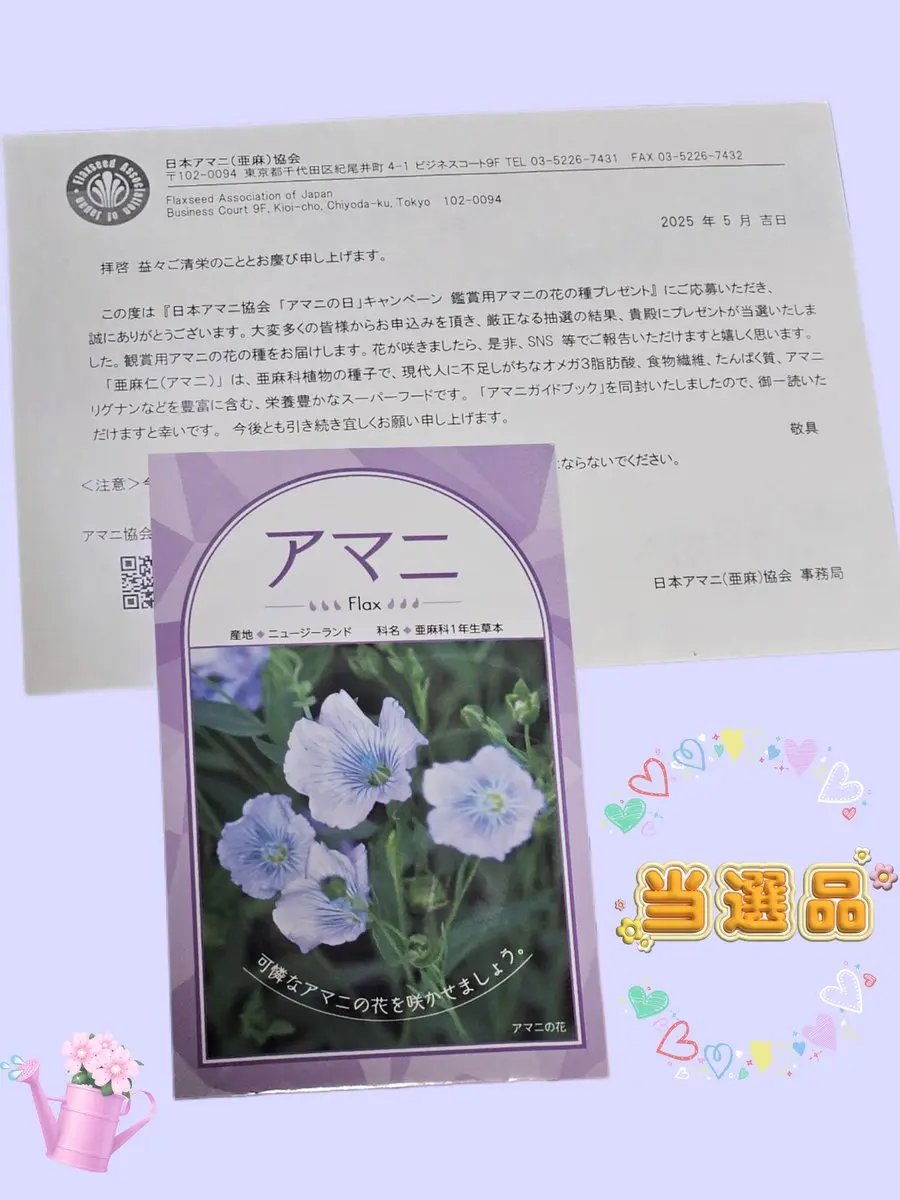 Flaxseed Association of Japan
日本アマニ(亜麻)協会
〒102-0094 東京都千代田区紀尾井町 4-1 ビジネスコート9F TEL 03-5226-7431 FAX 03-5226-7432
Flaxseed Association of Japan
Business Court 9F, Kioi-cho, Chiyoda-ku, Tokyo 102-0094
2025 年 5 月 吉日
拝啓 益々ご清栄のこととお慶び申し上げます。
この度は『日本アマニ協会 「アマニの日」キャンペーン 鑑賞用アマニの花の種プレゼント』にご応募いただき、
誠にありがとうございます。大変多くの皆様からお申込みを頂き、厳正なる抽選の結果、貴殿にプレゼントが当選いたしま
した。観賞用アマニの花の種をお届けします。花が咲きましたら、是非、SNS 等でご報告いただけますと嬉しく思います。
「亜麻仁(アマニ)」は、亜麻科植物の種子で、現代人に不足しがちなオメガ3脂肪酸、食物繊維、たんぱく質、アマニ
リグナンなどを豊富に含む、栄養豊かなスーパーフードです。「アマニガイドブック」を同封いたしましたので、御一読いた
だけますと幸いです。 今後とも引き続き宜しくお願い申し上げます。
敬具
<注意>
ならないでください。
アマニ協会
日本アマニ(亜麻)協会 事務局
アマニ
Flax
産地◆ニュージーランド 科名◆亜麻科1年生草本
可憐なアマニの花を咲かせましょう。
アマニの花
当選品